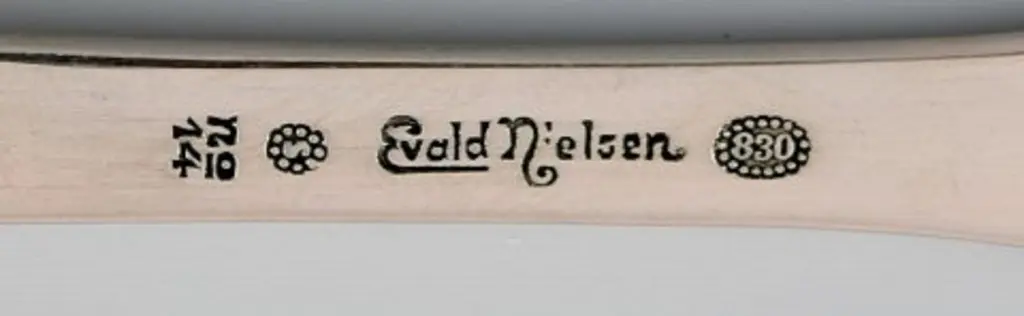 No 14
Evald Nielsen
830